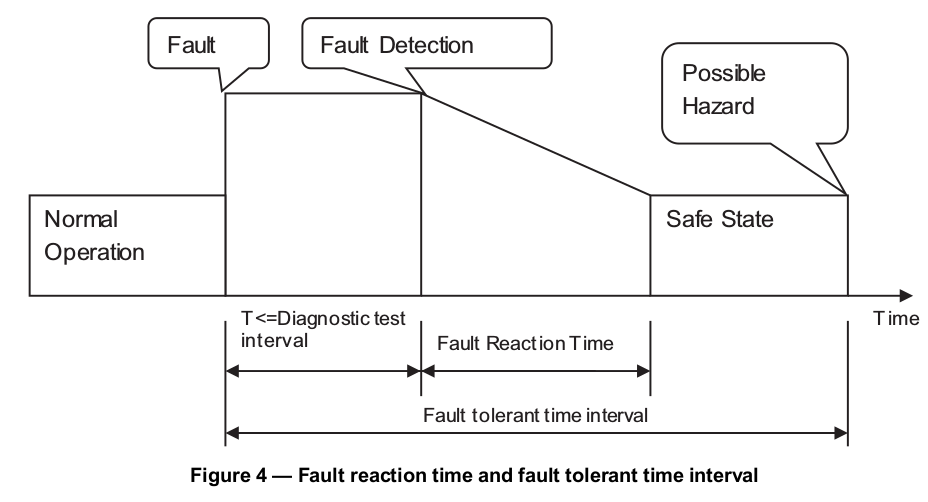 Fault
Fault Detection
Possible
Hazard
Normal
Operation
Safe State
T<=Diagnostic test
interval
Fault Reaction Time
Time
Fault tolerant time interval
Figure 4 — Fault reaction time and fault tolerant time interval